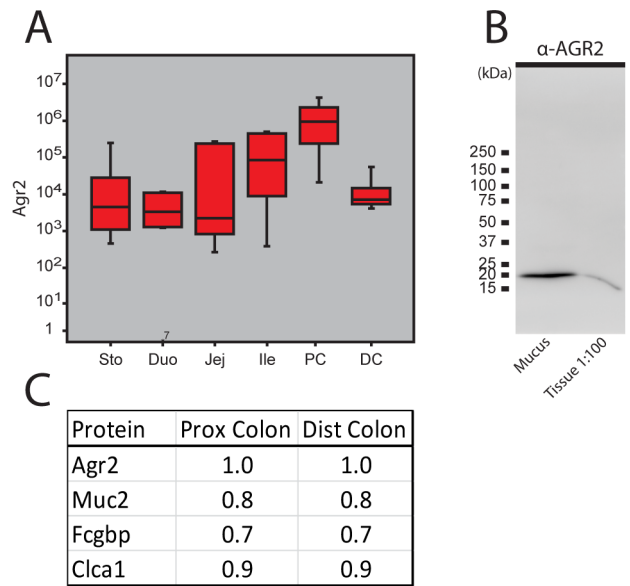 A
Agr2
10⁷
10⁶
10⁵
10⁴
10³
10²
10¹
1
7
Sto Duo Jej Ile PC DC
B
α-AGR2
(kDa)
250
150
100
75
50
37
25
20
15
Mucus
Tissue 1:100
C
Protein Prox Colon Dist Colon
Agr2 1.0 1.0
Muc2 0.8 0.8
Fcgbp 0.7 0.7
Clca1 0.9 0.9